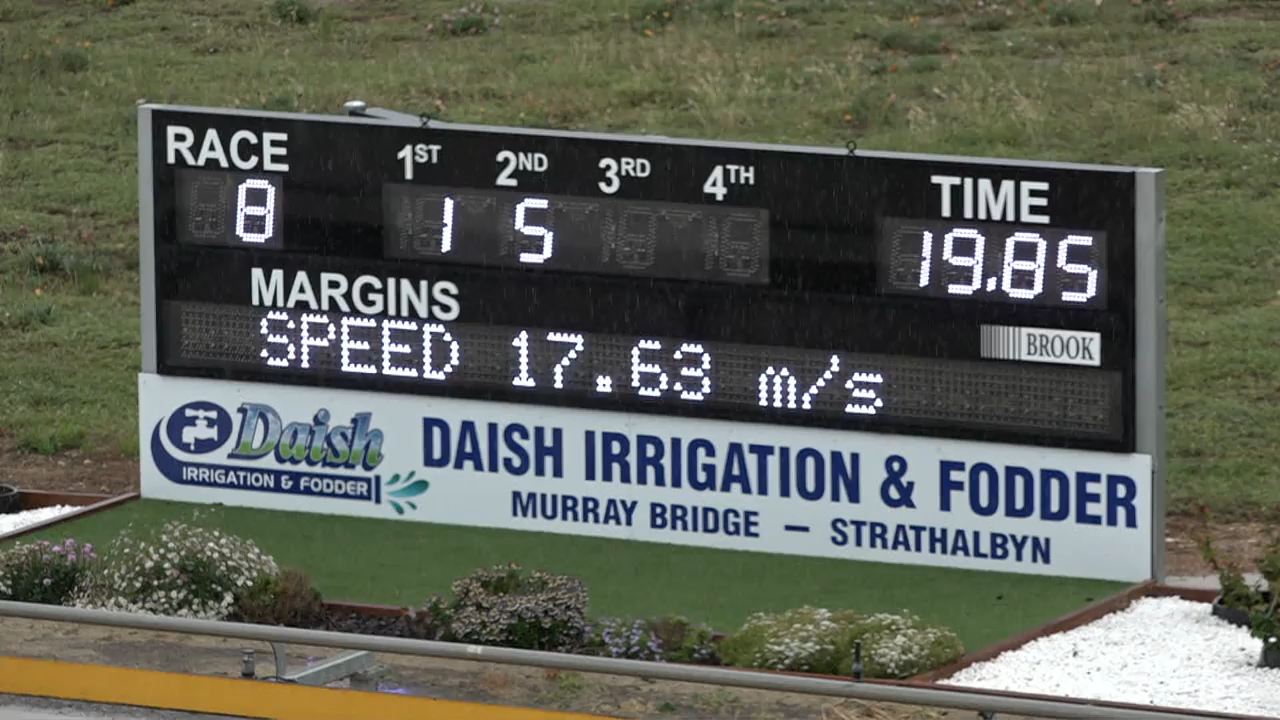 RACE 1ST 2ND 3RD 4TH TIME
8 1 5 19.85
MARGINS
BROOK
SPEED 17.63 m/s
Daish
IRRIGATION & FODDER
DAISH IRRIGATION & FODDER
MURRAY BRIDGE – STRATHALBYN